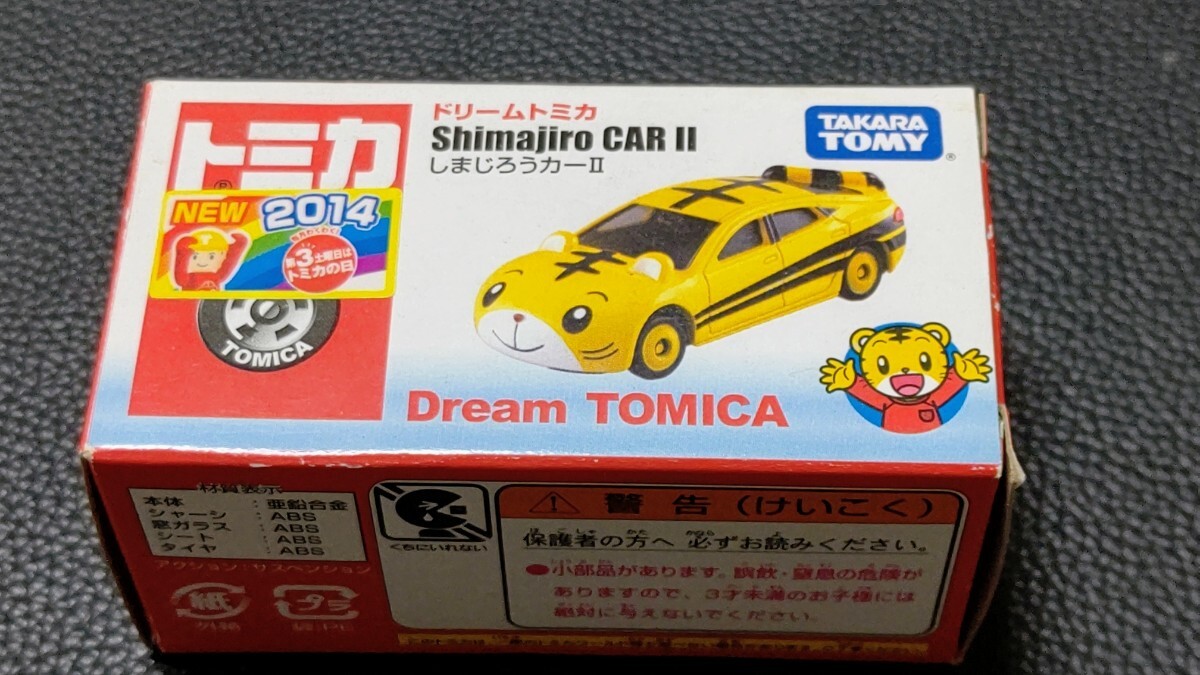 トミカ
NEW 2014
第3土曜日は
トミカの日
TOMICA
ドリームトミカ
Shimajiro CAR II
しまじろうカーII
TAKARA
TOMY
®
Dream TOMICA
材質表示
本体 : 亜鉛合金
シャーシ : ABS
窓ガラス : ABS
シート : ABS
タイヤ : ABS
アクション：サスペンション
紙
外箱
プラ
袋:PE
くちにいれない
警告(けいこく)
保護者の方へ 必ずお読みください。
●小部品があります。誤飲・窒息の危険が
ありますので、3才未満のお子様には
絶対に与えないでください。